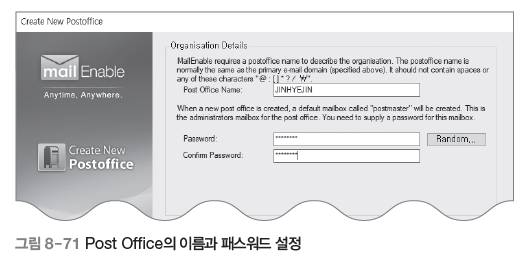 Create New Postoffice
mail Enable
Anytime, Anywhere.
Create New
Postoffice
Organisation Details
MailEnable requires a postoffice name to describe the organisation. The postoffice name is
normally the same as the primary e-mail domain (specified above). It should not contain spaces or
any of these characters "@ : [ ] * ? / ₩".
Post Office Name:
JINHYEJIN
When a new post office is created, a default mailbox called "postmaster" will be created. This is
the administrators mailbox for the post office. You need to supply a password for this mailbox.
Password:
********
Random...
Confirm Password:
********
그림 8-71 Post Office의 이름과 패스워드 설정